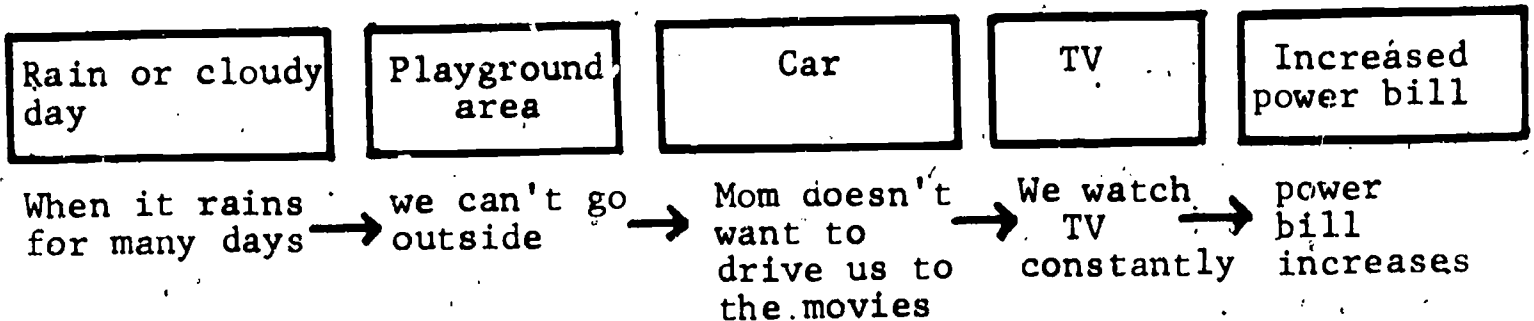 Rain or cloudy
day
Playground
area
Car
TV
Increased
power bill
When it rains
for many days
we can't go
outside
Mom doesn't
want to
drive us to
the movies
We watch
TV
constantly
power
bill
increases